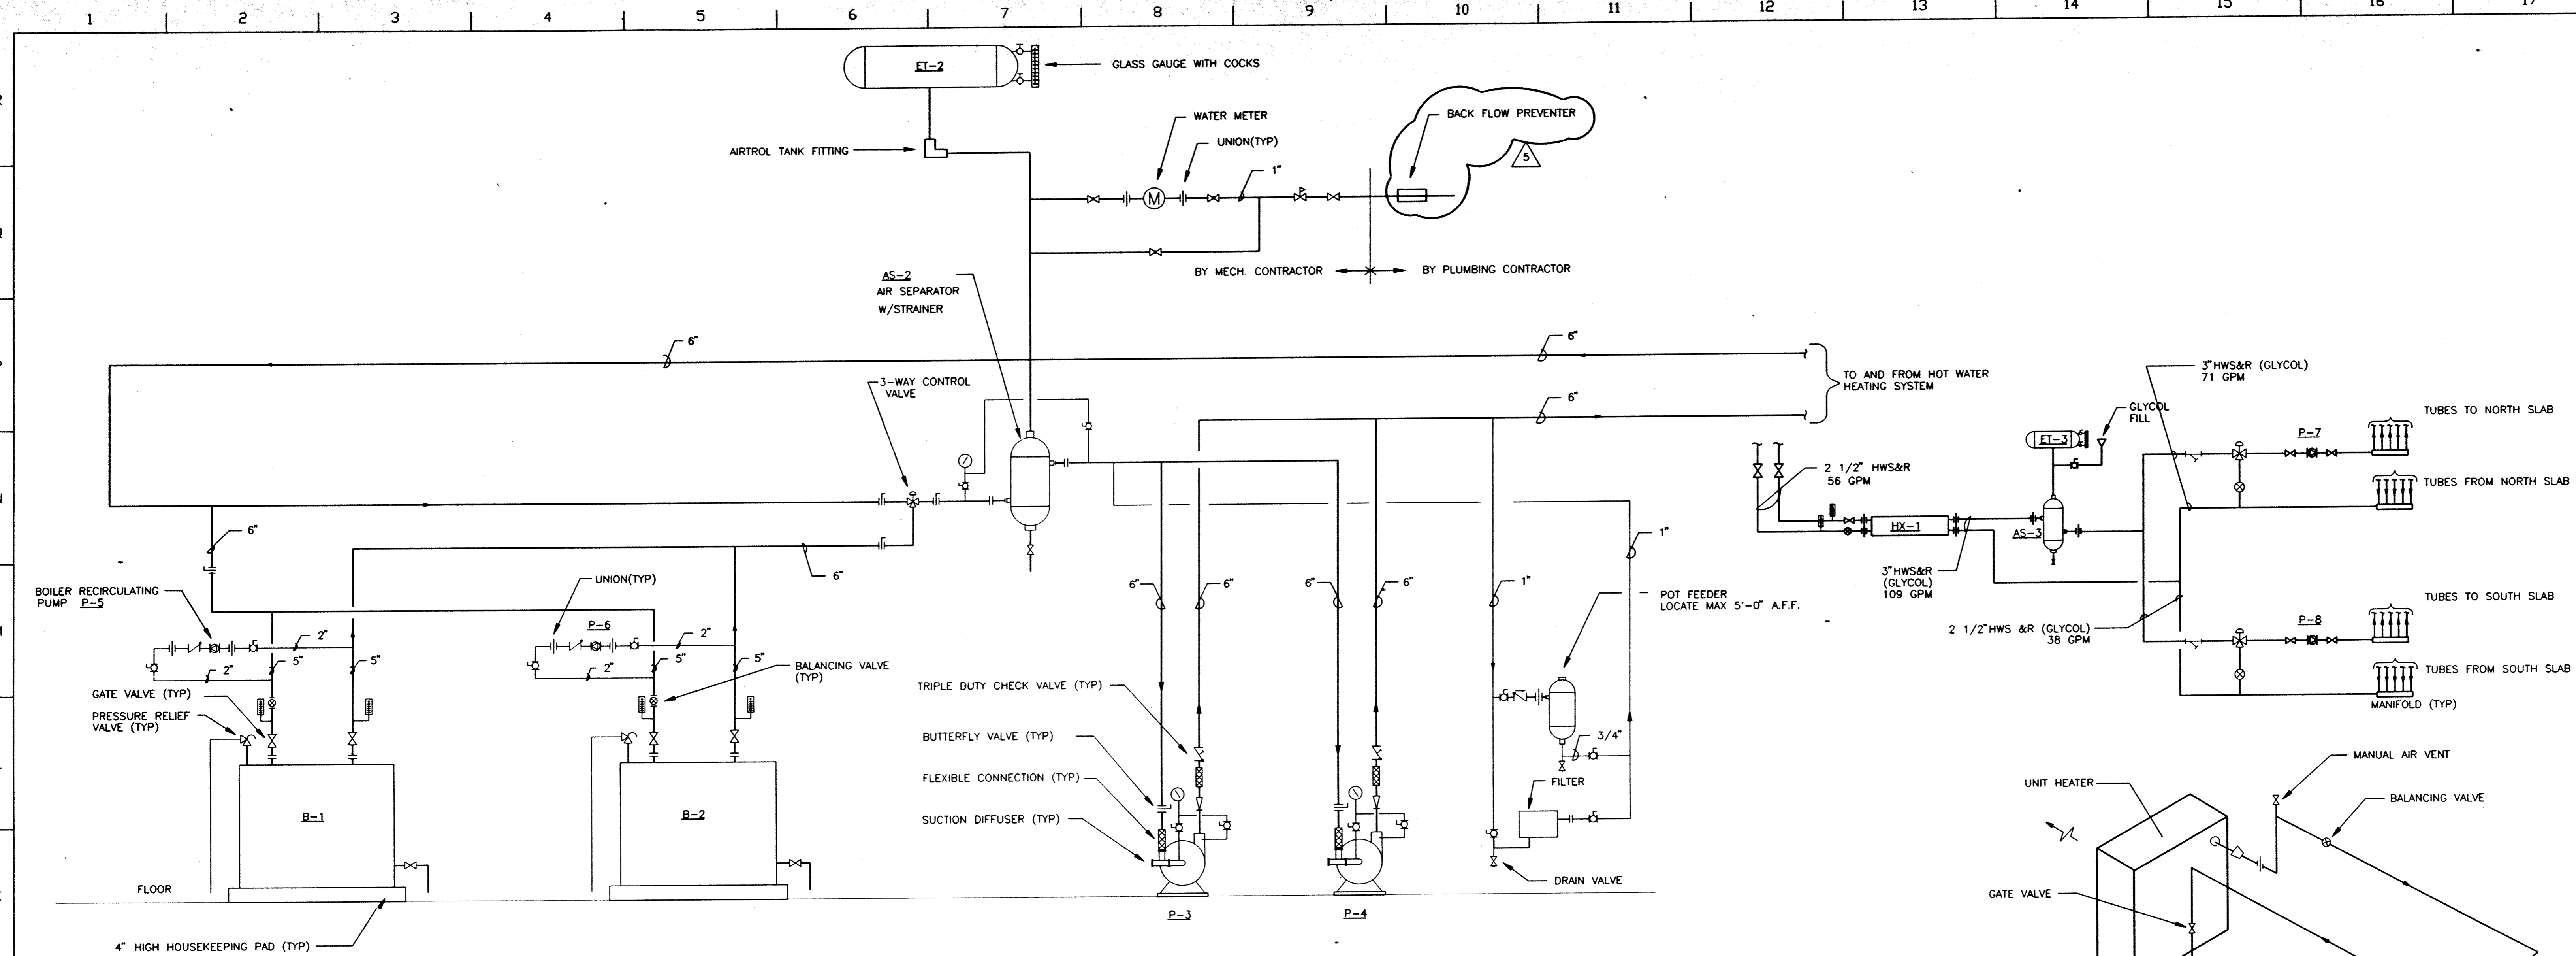 1 2 3 4 5 6 7 8 9 10 11 12 13 14 15 16 17
ET-2
GLASS GAUGE WITH COCKS
AIRTROL TANK FITTING
WATER METER
UNION(TYP)
1"
M
BACK FLOW PREVENTER
5
BY MECH. CONTRACTOR
BY PLUMBING CONTRACTOR
AS-2
AIR SEPARATOR
W/STRAINER
6"
6"
6"
TO AND FROM HOT WATER
HEATING SYSTEM
3-WAY CONTROL
VALVE
6"
6"
BOILER RECIRCULATING
PUMP P-5
UNION(TYP)
P-6
2"
2"
5"
5"
2"
2"
5"
5"
GATE VALVE (TYP)
PRESSURE RELIEF
VALVE (TYP)
BALANCING VALVE
(TYP)
B-1
B-2
FLOOR
4" HIGH HOUSEKEEPING PAD (TYP)
6"
6"
6"
6"
1"
1"
TRIPLE DUTY CHECK VALVE (TYP)
BUTTERFLY VALVE (TYP)
FLEXIBLE CONNECTION (TYP)
SUCTION DIFFUSER (TYP)
P-3
P-4
POT FEEDER
LOCATE MAX 5'-0" A.F.F.
3/4"
FILTER
DRAIN VALVE
2 1/2" HWS&R
56 GPM
HX-1
3"HWS&R
(GLYCOL)
109 GPM
ET-3
GLYCOL
FILL
AS-3
3"HWS&R (GLYCOL)
71 GPM
2 1/2"HWS &R (GLYCOL)
38 GPM
P-7
TUBES TO NORTH SLAB
TUBES FROM NORTH SLAB
P-8
TUBES TO SOUTH SLAB
TUBES FROM SOUTH SLAB
MANIFOLD (TYP)
UNIT HEATER
MANUAL AIR VENT
BALANCING VALVE
N
GATE VALVE